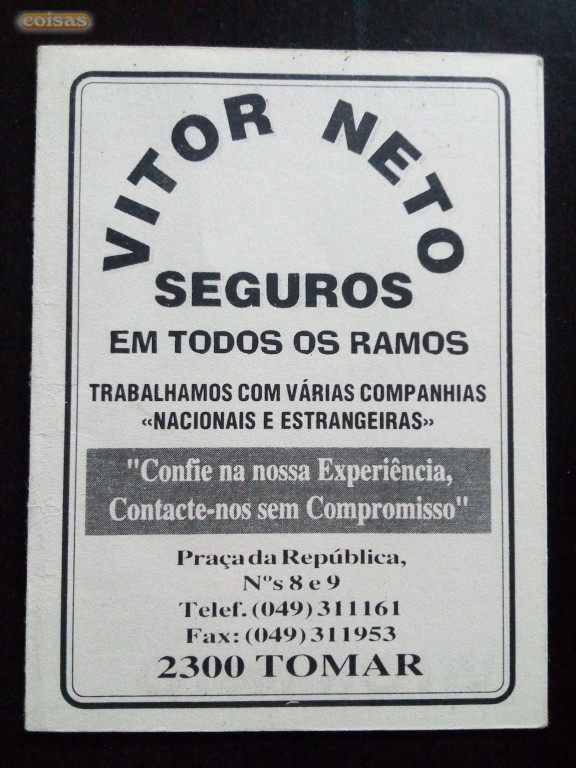 coisas
VITOR NETO
SEGUROS
EM TODOS OS RAMOS
TRABALHAMOS COM VÁRIAS COMPANHIAS
«NACIONAIS E ESTRANGEIRAS»
"Confie na nossa Experiência,
Contacte-nos sem Compromisso"
Praça da República,
Nºs 8 e 9
Telef. (049) 311161
Fax: (049) 311953
2300 TOMAR